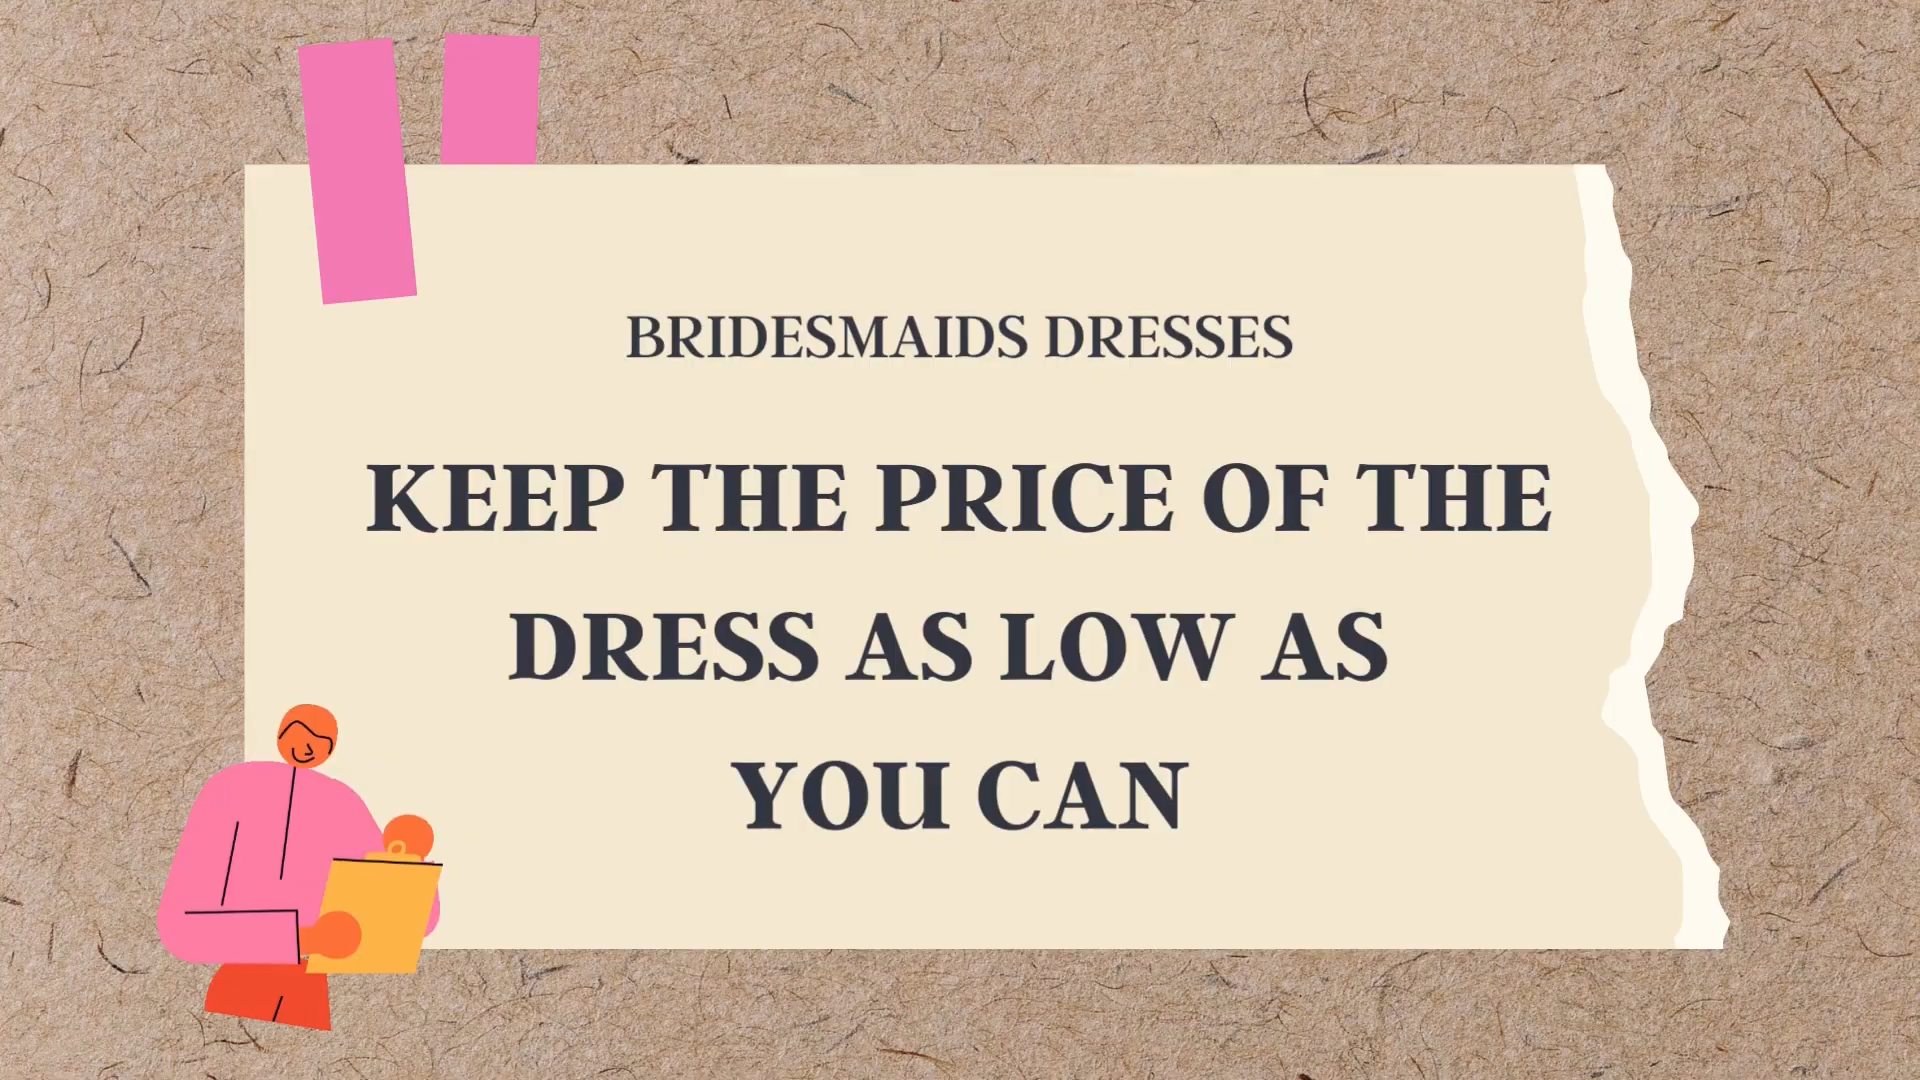 BRIDESMAIDS DRESSES
KEEP THE PRICE OF THE
DRESS AS LOW AS
YOU CAN